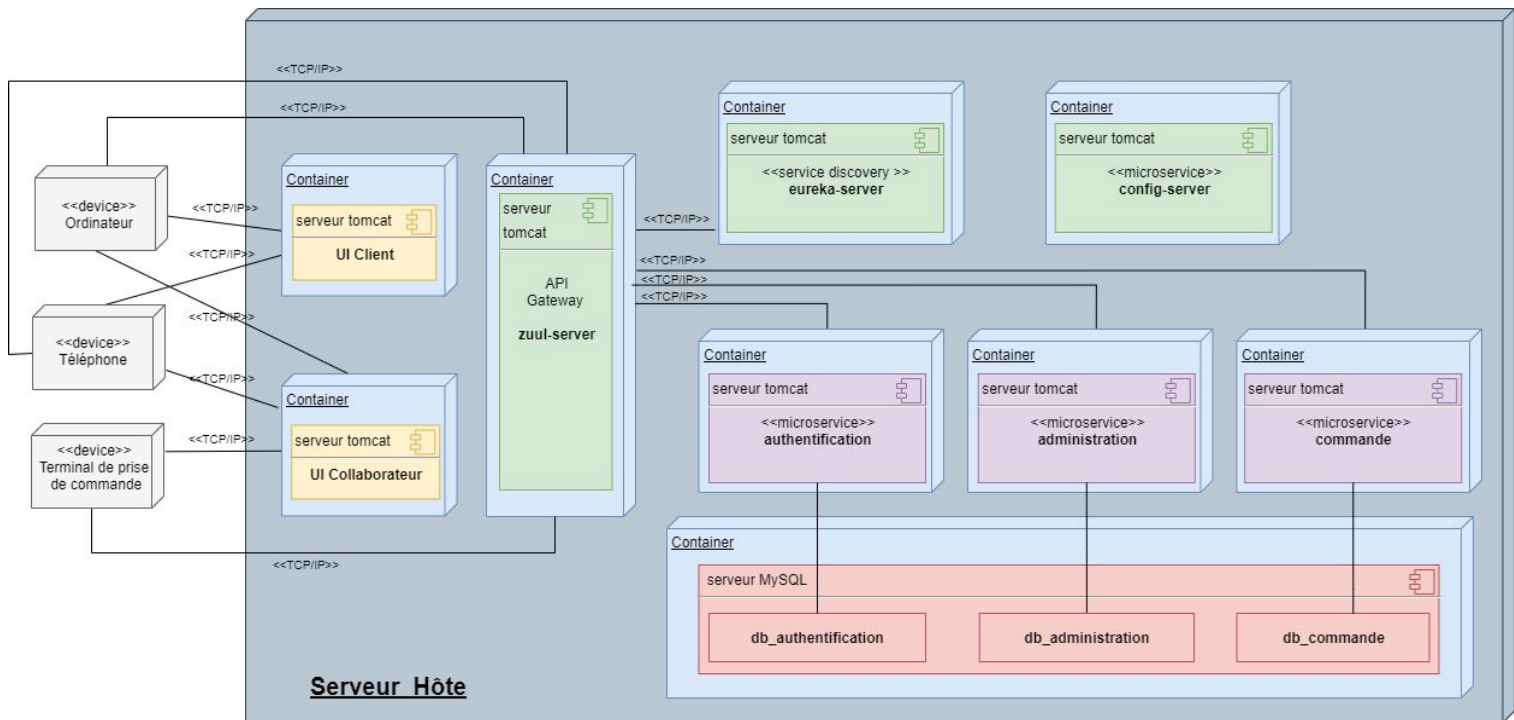 <<TCP/IP>>
<<TCP/IP>>
<<device>>
Ordinateur
<<TCP/IP>>
<<TCP/IP>>
<<TCP/IP>>
<<device>>
Téléphone
<<TCP/IP>>
<<device>>
Terminal de prise
de commande
<<TCP/IP>>
<<TCP/IP>>
Container
serveur tomcat
UI Client
Container
serveur tomcat
UI Collaborateur
Container
serveur
tomcat
API
Gateway
zuul-server
<<TCP/IP>>
<<TCP/IP>>
<<TCP/IP>>
<<TCP/IP>>
Container
serveur tomcat
<<service discovery >>
eureka-server
Container
serveur tomcat
<<microservice>>
config-server
Container
serveur tomcat
<<microservice>>
authentification
Container
serveur tomcat
<<microservice>>
administration
Container
serveur tomcat
<<microservice>>
commande
Container
serveur MySQL
db_authentification
db_administration
db_commande
Serveur Hôte